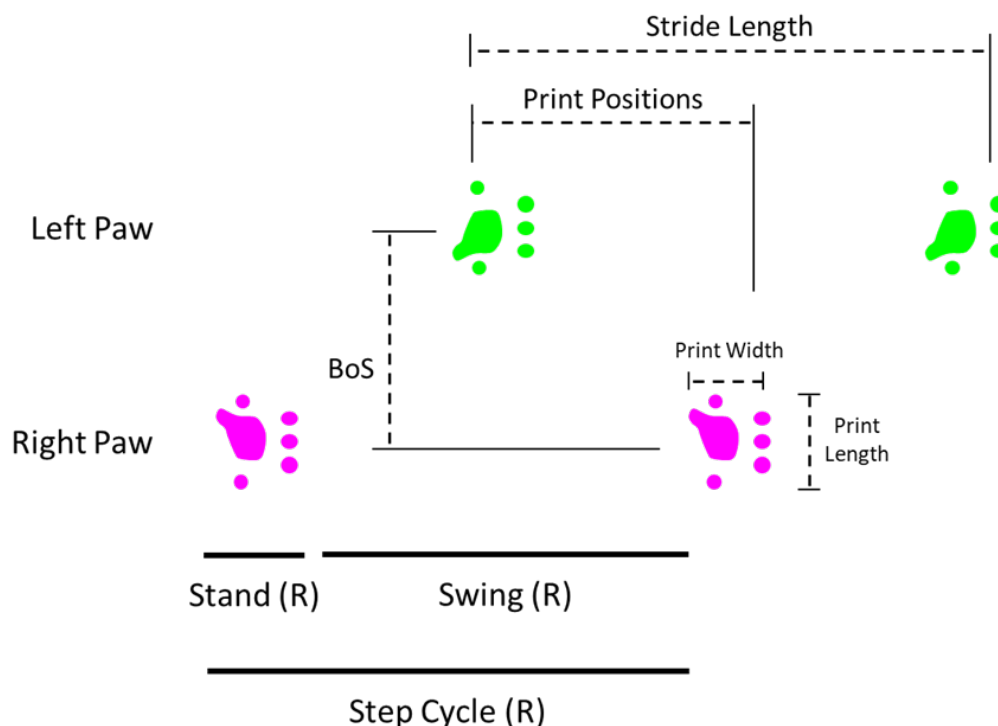 Stride Length
Print Positions
Left Paw
Print Width
BoS
Right Paw
Print
Length
Stand (R)
Swing (R)
Step Cycle (R)